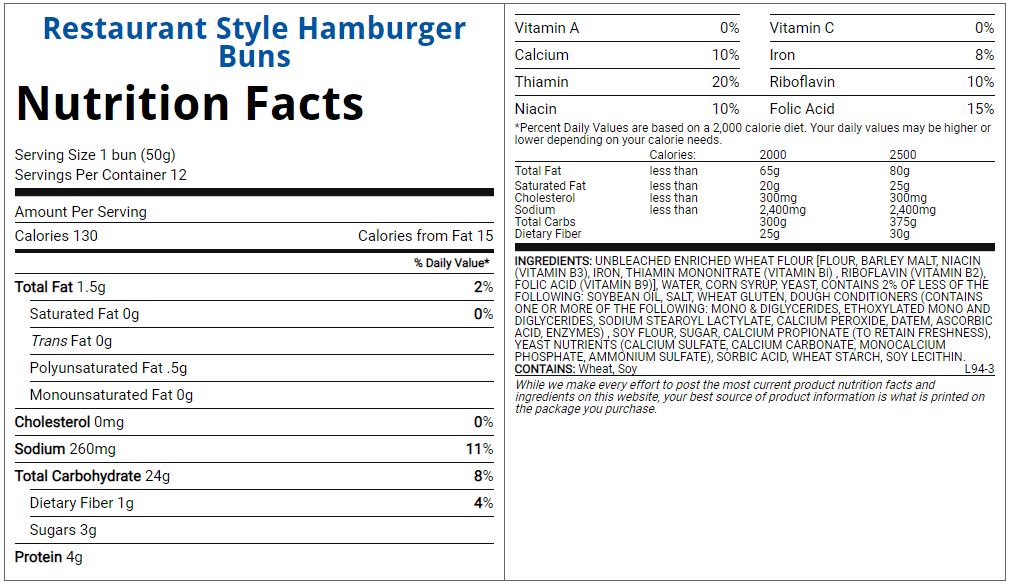 Restaurant Style Hamburger
Buns
Nutrition Facts
Serving Size 1 bun (50g)
Servings Per Container 12
Amount Per Serving
Calories 130 Calories from Fat 15
% Daily Value*
Total Fat 1.5g 2%
Saturated Fat 0g 0%
Trans Fat 0g
Polyunsaturated Fat .5g
Monounsaturated Fat 0g
Cholesterol 0mg 0%
Sodium 260mg 11%
Total Carbohydrate 24g 8%
Dietary Fiber 1g 4%
Sugars 3g
Protein 4g
Vitamin A 0% Vitamin C 0%
Calcium 10% Iron 8%
Thiamin 20% Riboflavin 10%
Niacin 10% Folic Acid 15%
*Percent Daily Values are based on a 2,000 calorie diet. Your daily values may be higher or
lower depending on your calorie needs.
Calories: 2000 2500
Total Fat less than 65g 80g
Saturated Fat less than 20g 25g
Cholesterol less than 300mg 300mg
Sodium less than 2,400mg 2,400mg
Total Carbs 300g 375g
Dietary Fiber 25g 30g
INGREDIENTS: UNBLEACHED ENRICHED WHEAT FLOUR [FLOUR, BARLEY MALT, NIACIN
(VITAMIN B3), IRON, THIAMIN MONONITRATE (VITAMIN BI) , RIBOFLAVIN (VITAMIN B2),
FOLIC ACID (VITAMIN B9)], WATER, CORN SYRUP, YEAST, CONTAINS 2% OF LESS OF THE
FOLLOWING: SOYBEAN OIL, SALT, WHEAT GLUTEN, DOUGH CONDITIONERS (CONTAINS
ONE OR MORE OF THE FOLLOWING: MONO & DIGLYCERIDES, ETHOXYLATED MONO AND
DIGLYCERIDES, SODIUM STEAROYL LACTYLATE, CALCIUM PEROXIDE, DATEM, ASCORBIC
ACID, ENZYMES) , SOY FLOUR, SUGAR, CALCIUM PROPIONATE (TO RETAIN FRESHNESS),
YEAST NUTRIENTS (CALCIUM SULFATE, CALCIUM CARBONATE, MONOCALCIUM
PHOSPHATE, AMMONIUM SULFATE), SORBIC ACID, WHEAT STARCH, SOY LECITHIN.
CONTAINS: Wheat, Soy L94-3
While we make every effort to post the most current product nutrition facts and
ingredients on this website, your best source of product information is what is printed on
the package you purchase.